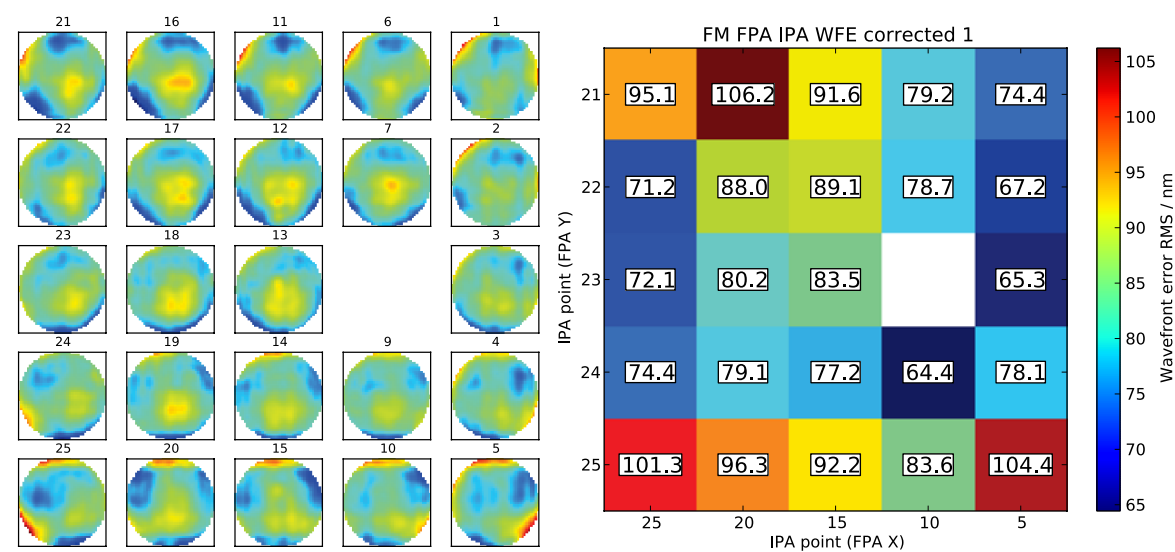 21 16 11 6 1
22 17 12 7 2
23 18 13 3
24 19 14 9 4
25 20 15 10 5
FM FPA IPA WFE corrected 1
21 95.1 106.2 91.6 79.2 74.4
22 71.2 88.0 89.1 78.7 67.2
23 72.1 80.2 83.5 65.3
24 74.4 79.1 77.2 64.4 78.1
25 101.3 96.3 92.2 83.6 104.4
25 20 15 10 5
IPA point (FPA X)
IPA point (FPA Y)
105
100
95
90
85
80
75
70
65
Wavefront error RMS / nm